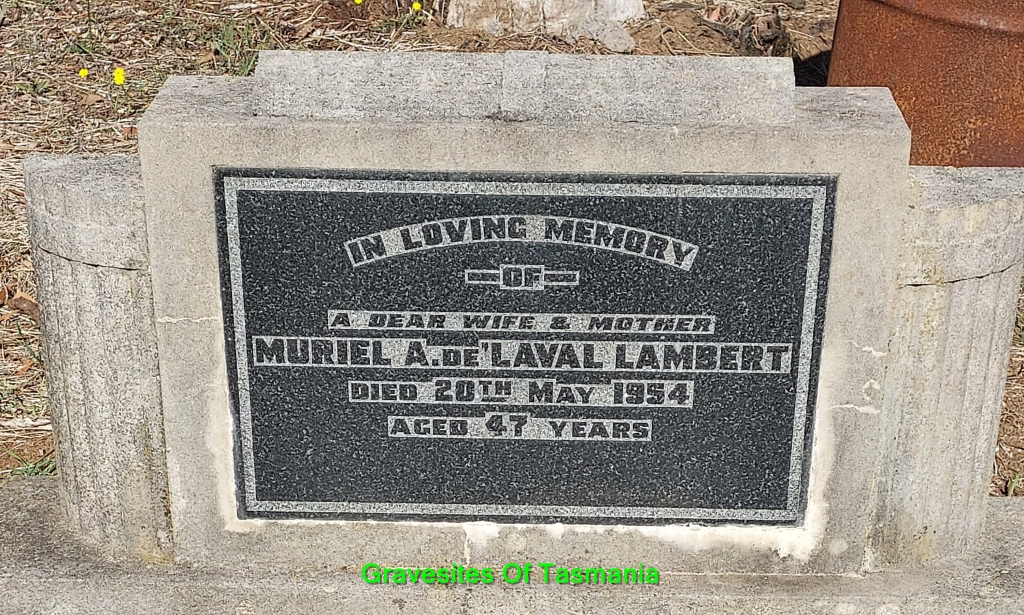 IN LOVING MEMORY
OF
A DEAR WIFE & MOTHER
MURIEL A. DE'LAVAL LAMBERT
DIED 20TH MAY 1954
AGED 47 YEARS
Gravesites Of Tasmania